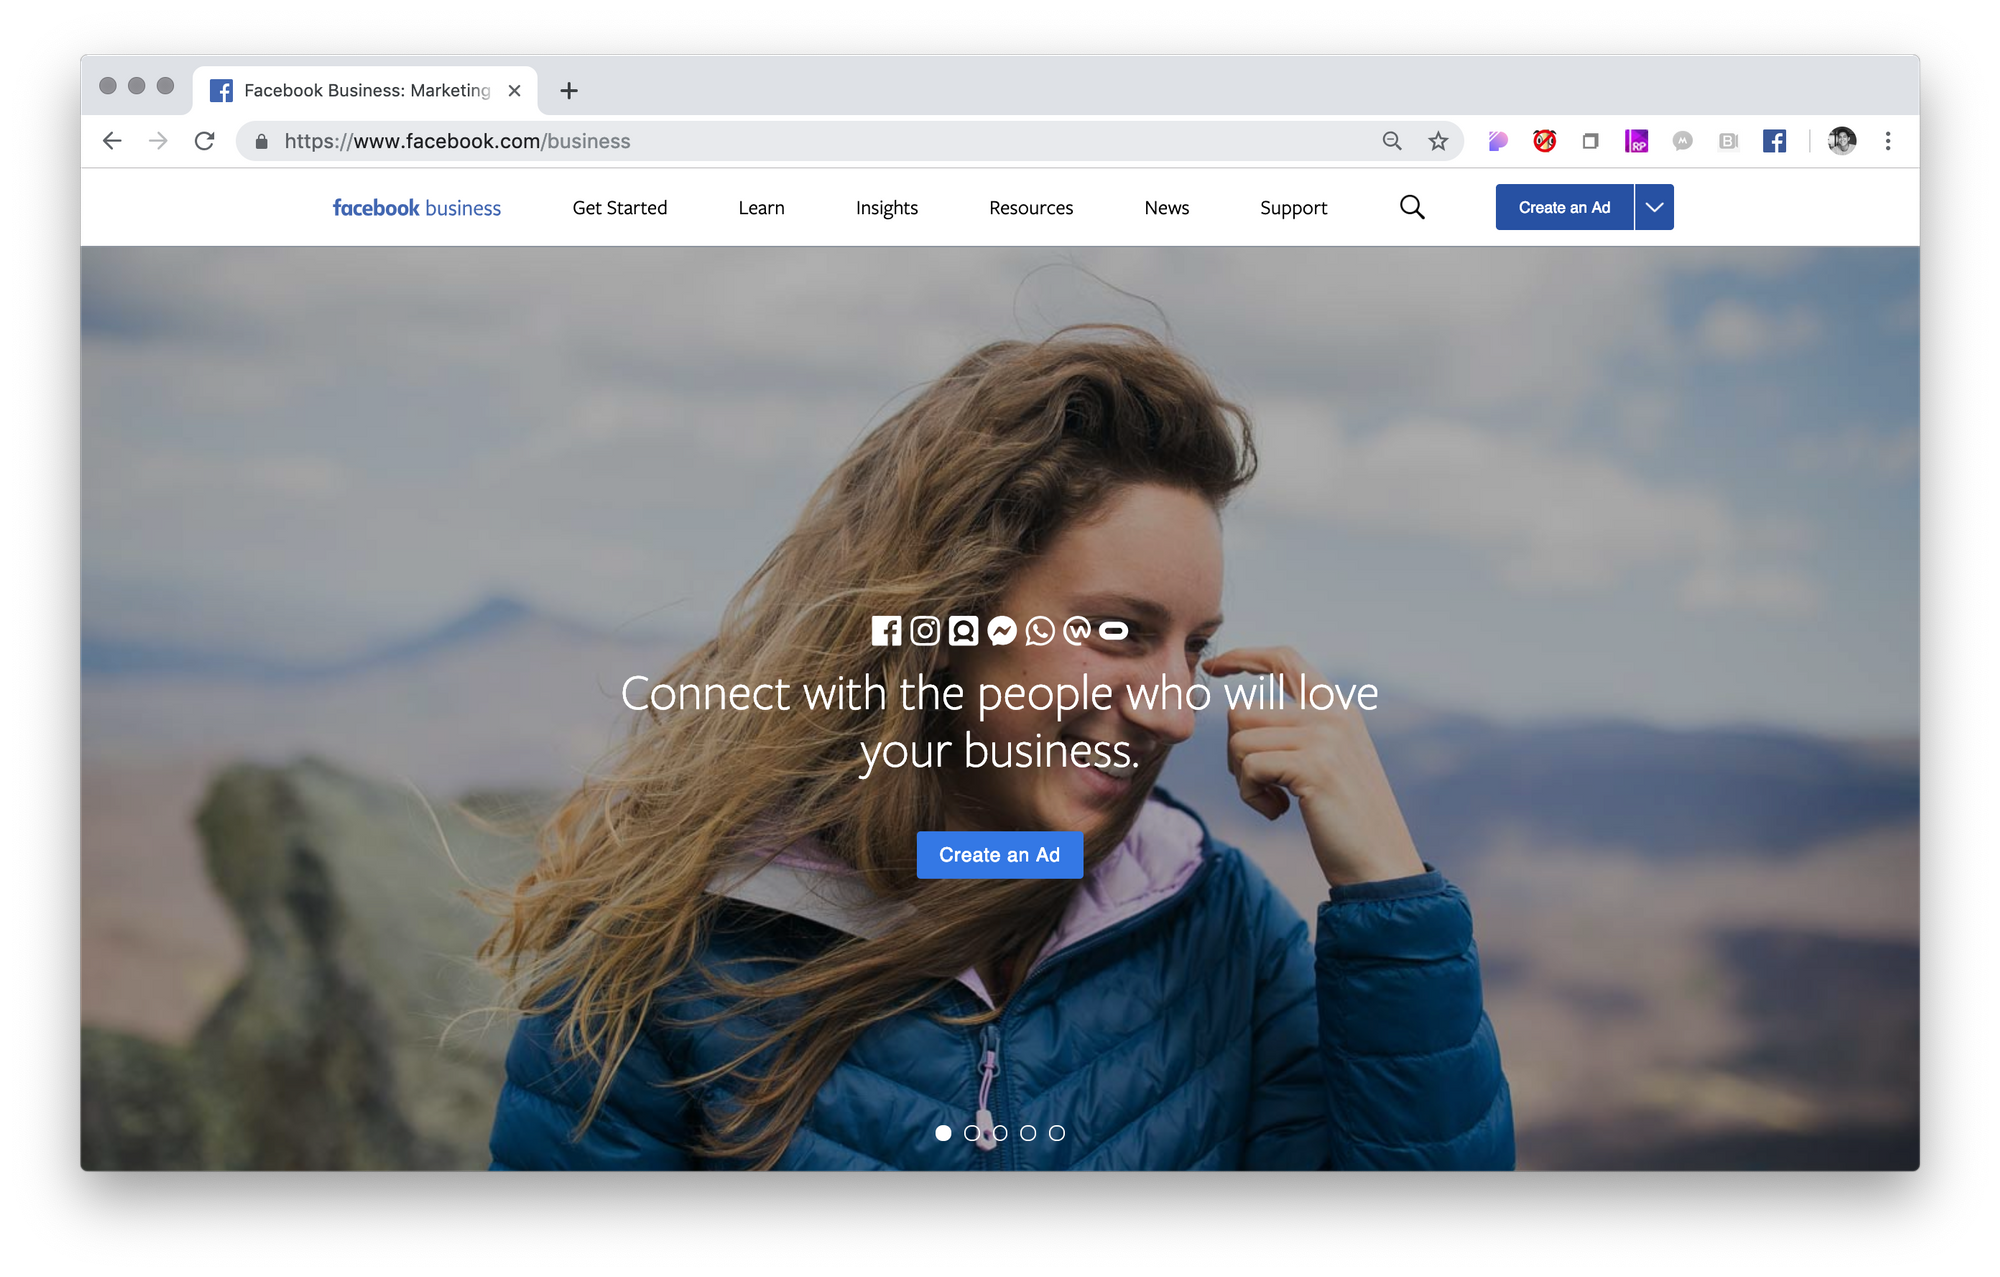 Facebook Business: Marketing
https://www.facebook.com/business
facebook business Get Started Learn Insights Resources News Support Create an Ad
Connect with the people who will love
your business.
Create an Ad